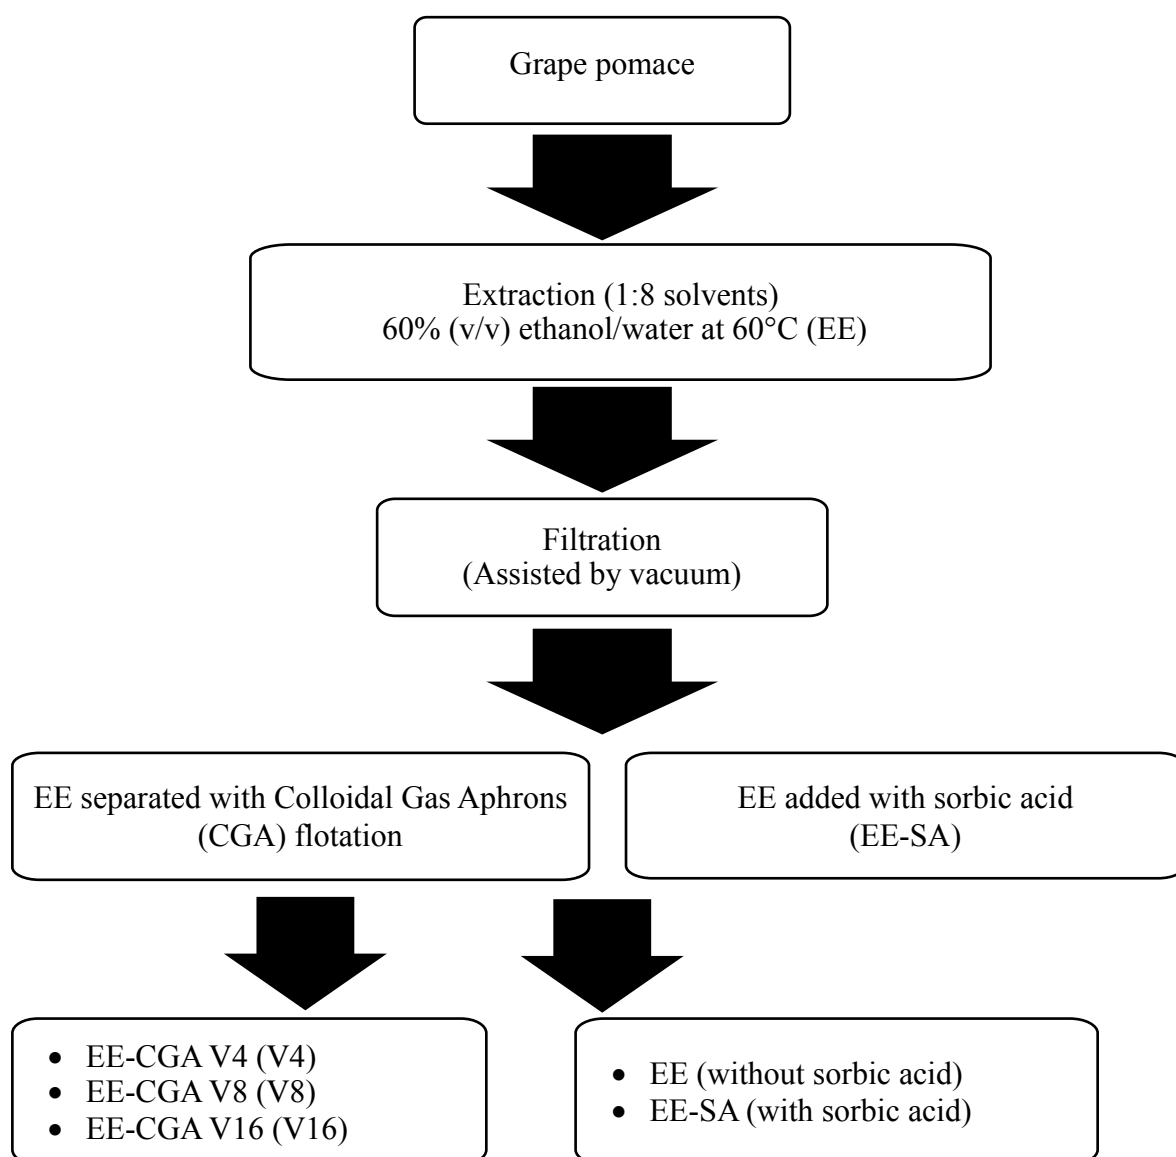 Grape pomace
Extraction (1:8 solvents)
60% (v/v) ethanol/water at 60°C (EE)
Filtration
(Assisted by vacuum)
EE separated with Colloidal Gas Aphrons
(CGA) flotation
EE added with sorbic acid
(EE-SA)
• EE-CGA V4 (V4)
• EE-CGA V8 (V8)
• EE-CGA V16 (V16)
• EE (without sorbic acid)
• EE-SA (with sorbic acid)